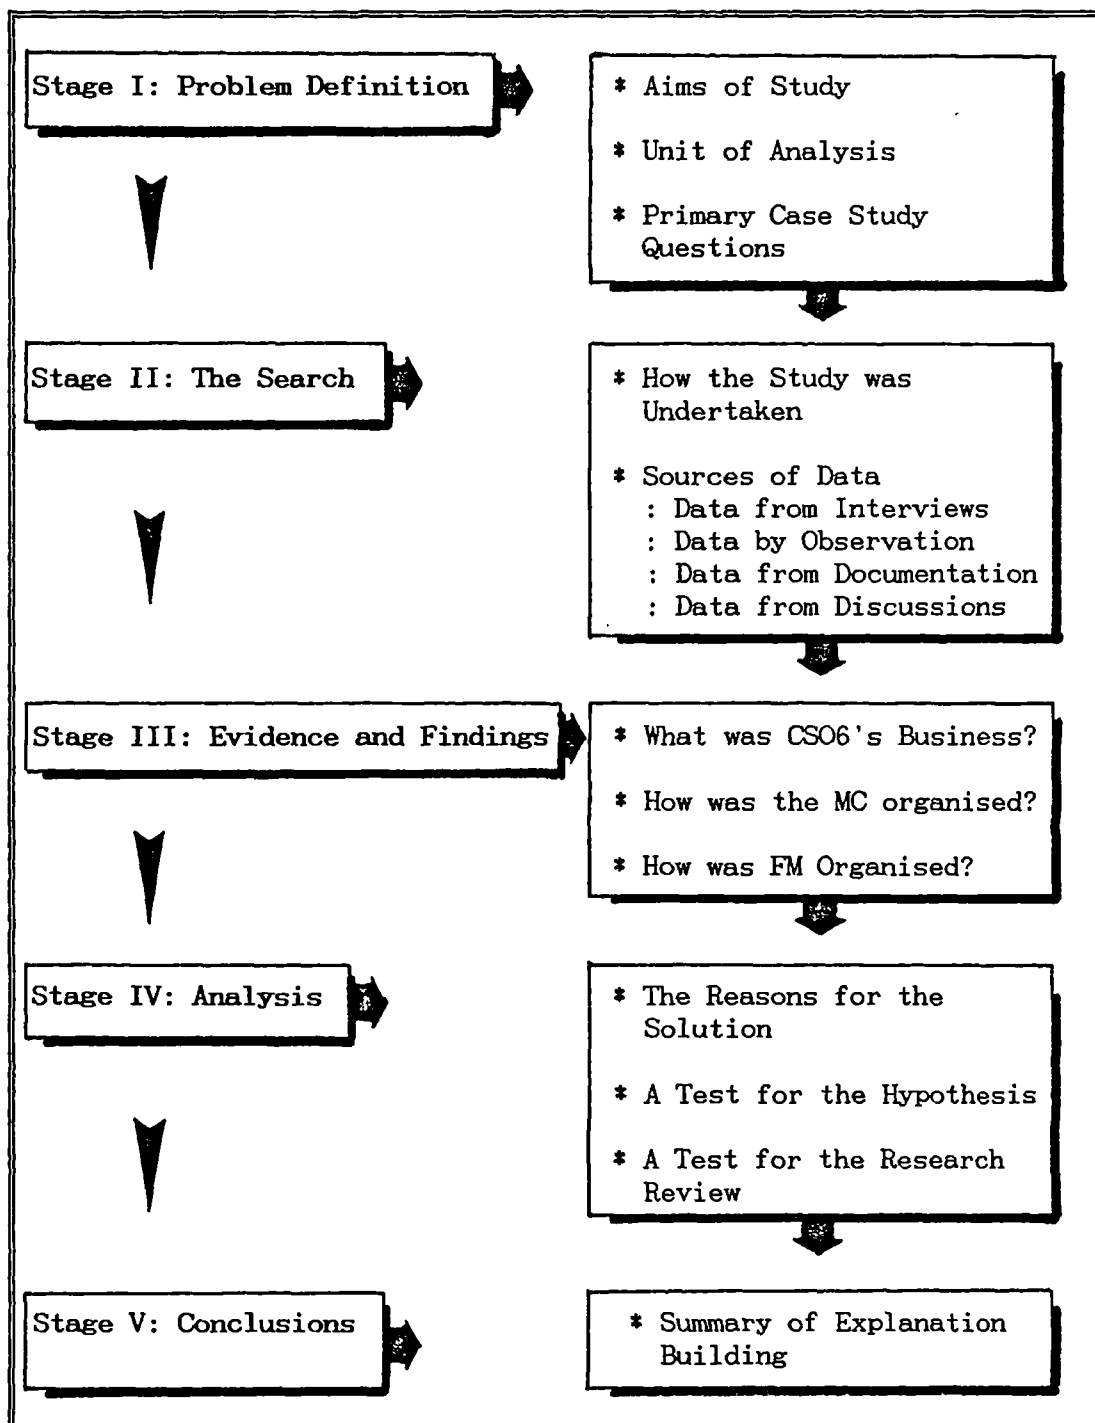 Stage I: Problem Definition
* Aims of Study
* Unit of Analysis
* Primary Case Study
Questions
Stage II: The Search
* How the Study was
Undertaken
* Sources of Data
: Data from Interviews
: Data by Observation
: Data from Documentation
: Data from Discussions
Stage III: Evidence and Findings
* What was CSO6's Business?
* How was the MC organised?
* How was FM Organised?
Stage IV: Analysis
* The Reasons for the
Solution
* A Test for the Hypothesis
* A Test for the Research
Review
Stage V: Conclusions
* Summary of Explanation
Building